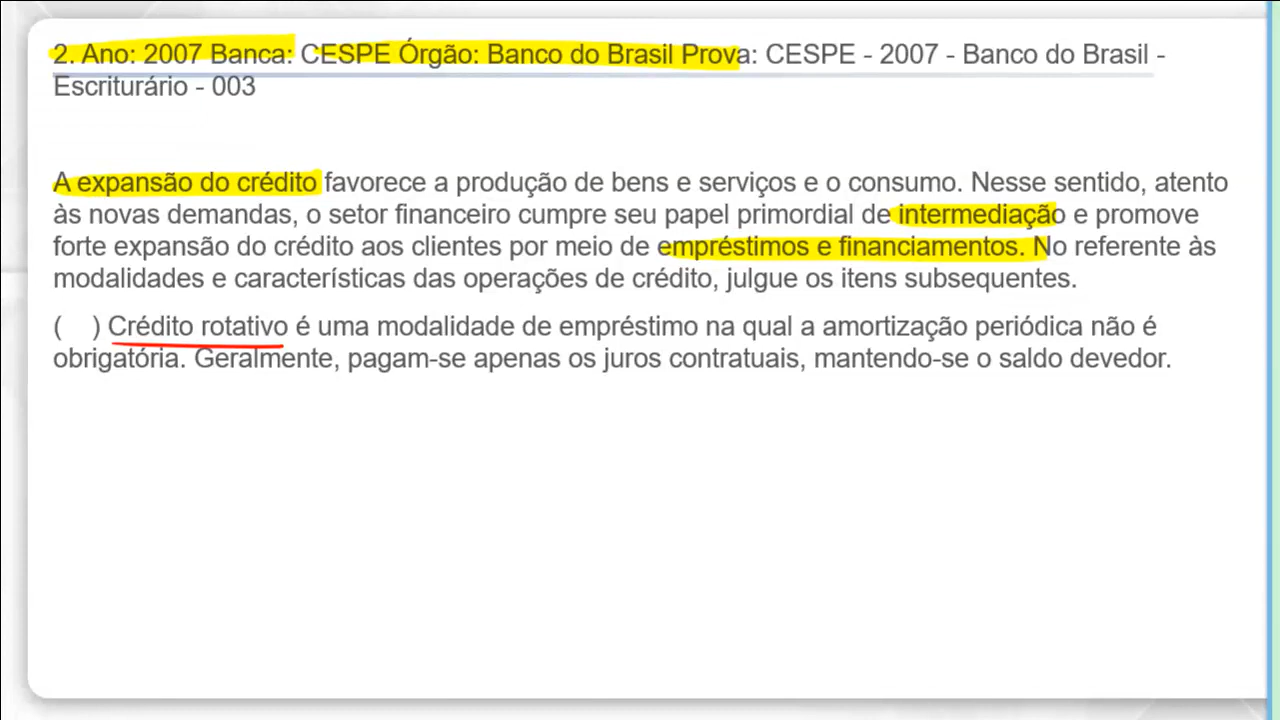 2. Ano: 2007 Banca: CESPE Órgão: Banco do Brasil Prova: CESPE - 2007 - Banco do Brasil -
Escriturário - 003
A expansão do crédito favorece a produção de bens e serviços e o consumo. Nesse sentido, atento
às novas demandas, o setor financeiro cumpre seu papel primordial de intermediação e promove
forte expansão do crédito aos clientes por meio de empréstimos e financiamentos. No referente às
modalidades e características das operações de crédito, julgue os itens subsequentes.
( ) Crédito rotativo é uma modalidade de empréstimo na qual a amortização periódica não é
obrigatória. Geralmente, pagam-se apenas os juros contratuais, mantendo-se o saldo devedor.